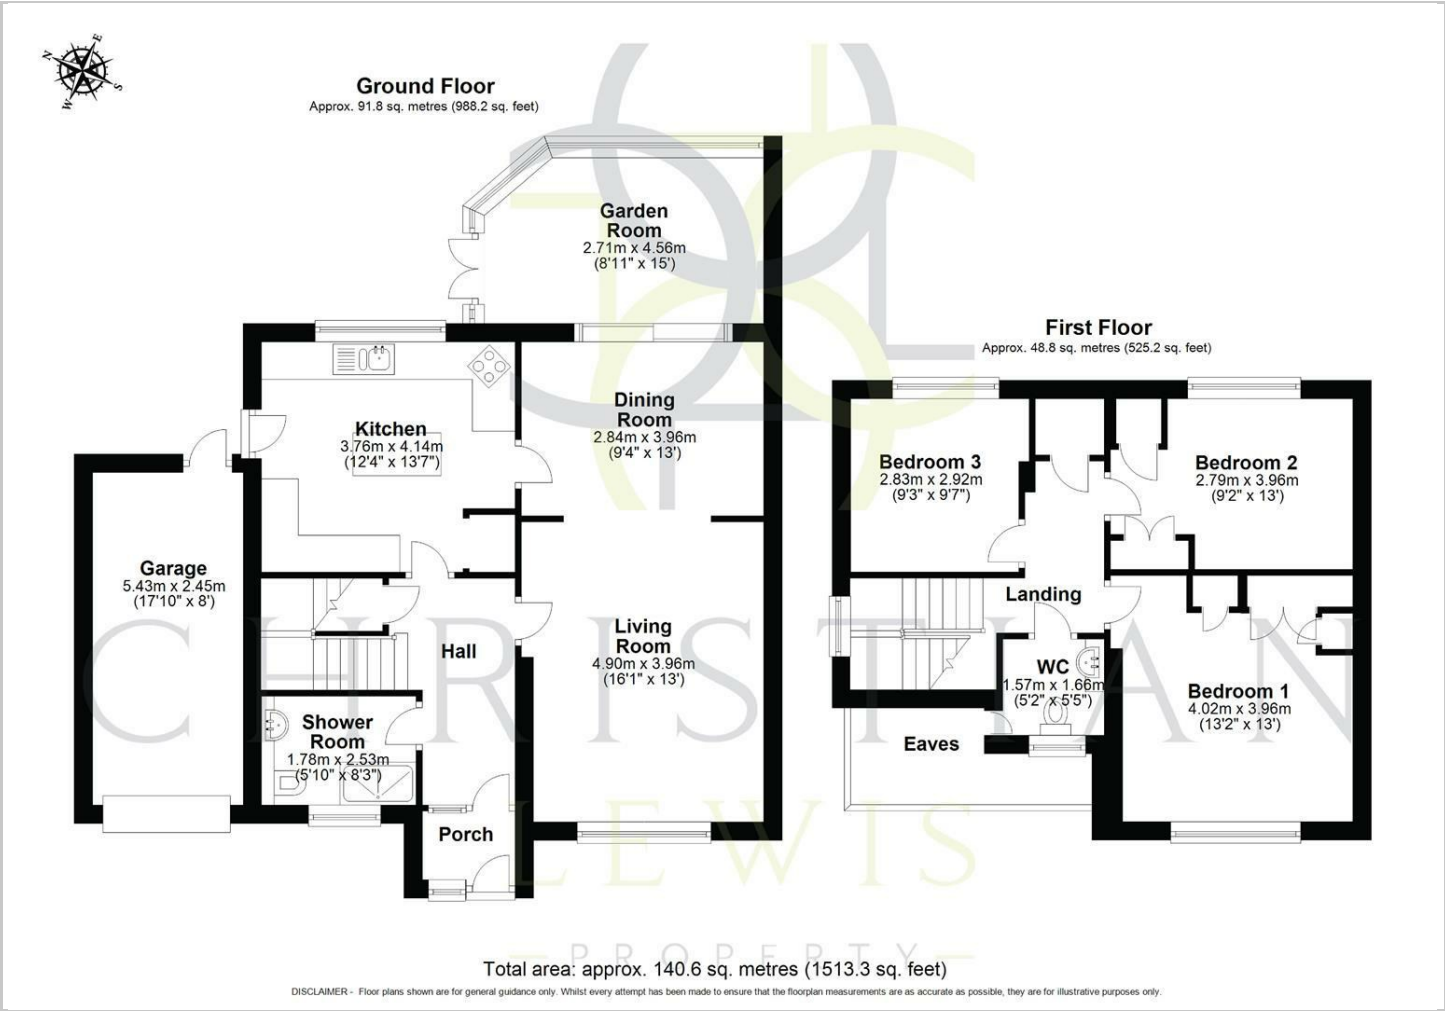 N
E
S
W
Ground Floor
Approx. 91.8 sq. metres (988.2 sq. feet)
Garden
Room
2.71m x 4.56m
(8'11" x 15')
Kitchen
3.76m x 4.14m
(12'4" x 13'7")
Dining
Room
2.84m x 3.96m
(9'4" x 13')
Garage
5.43m x 2.45m
(17'10" x 8')
Hall
Living
Room
4.90m x 3.96m
(16'1" x 13')
Shower
Room
1.78m x 2.53m
(5'10" x 8'3")
Porch
First Floor
Approx. 48.8 sq. metres (525.2 sq. feet)
Bedroom 3
2.83m x 2.92m
(9'3" x 9'7")
Bedroom 2
2.79m x 3.96m
(9'2" x 13')
Landing
WC
1.57m x 1.66m
(5'2" x 5'5")
Bedroom 1
4.02m x 3.96m
(13'2" x 13')
Eaves
CHRISTIAN
LEWIS
PROPERTY
Total area: approx. 140.6 sq. metres (1513.3 sq. feet)
DISCLAIMER - Floor plans shown are for general guidance only. Whilst every attempt has been made to ensure that the floorplan measurements are as accurate as possible, they are for illustrative purposes only.